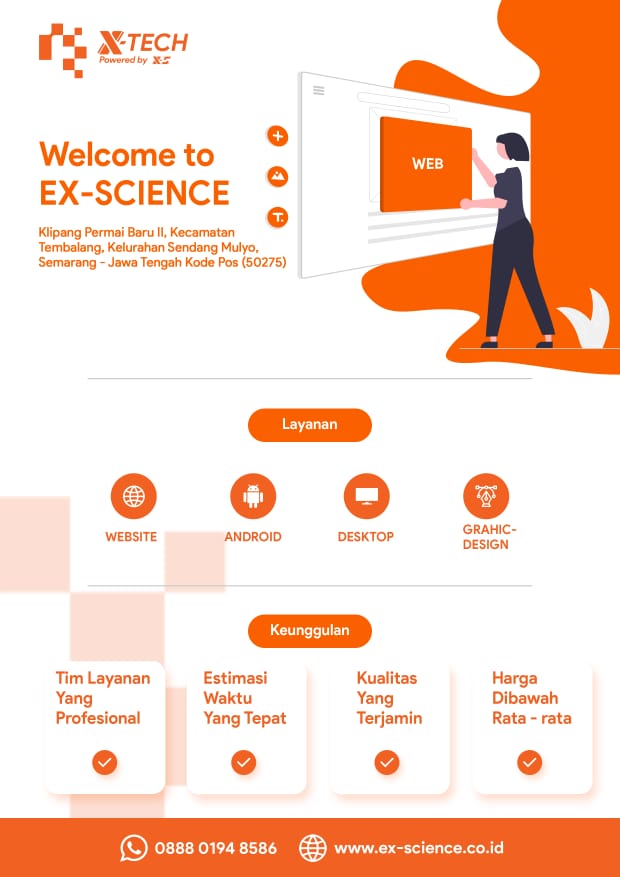 X-TECH
Powered by X-S
Welcome to
EX-SCIENCE
Klipang Permai Baru II, Kecamatan
Tembalang, Kelurahan Sendang Mulyo,
Semarang - Jawa Tengah Kode Pos (50275)
T.
WEB
Layanan
WEBSITE
ANDROID
DESKTOP
GRAHIC-
DESIGN
Keunggulan
Tim Layanan
Yang
Profesional
Estimasi
Waktu
Yang Tepat
Kualitas
Yang
Terjamin
Harga
Dibawah
Rata - rata
0888 0194 8586
www.ex-science.co.id